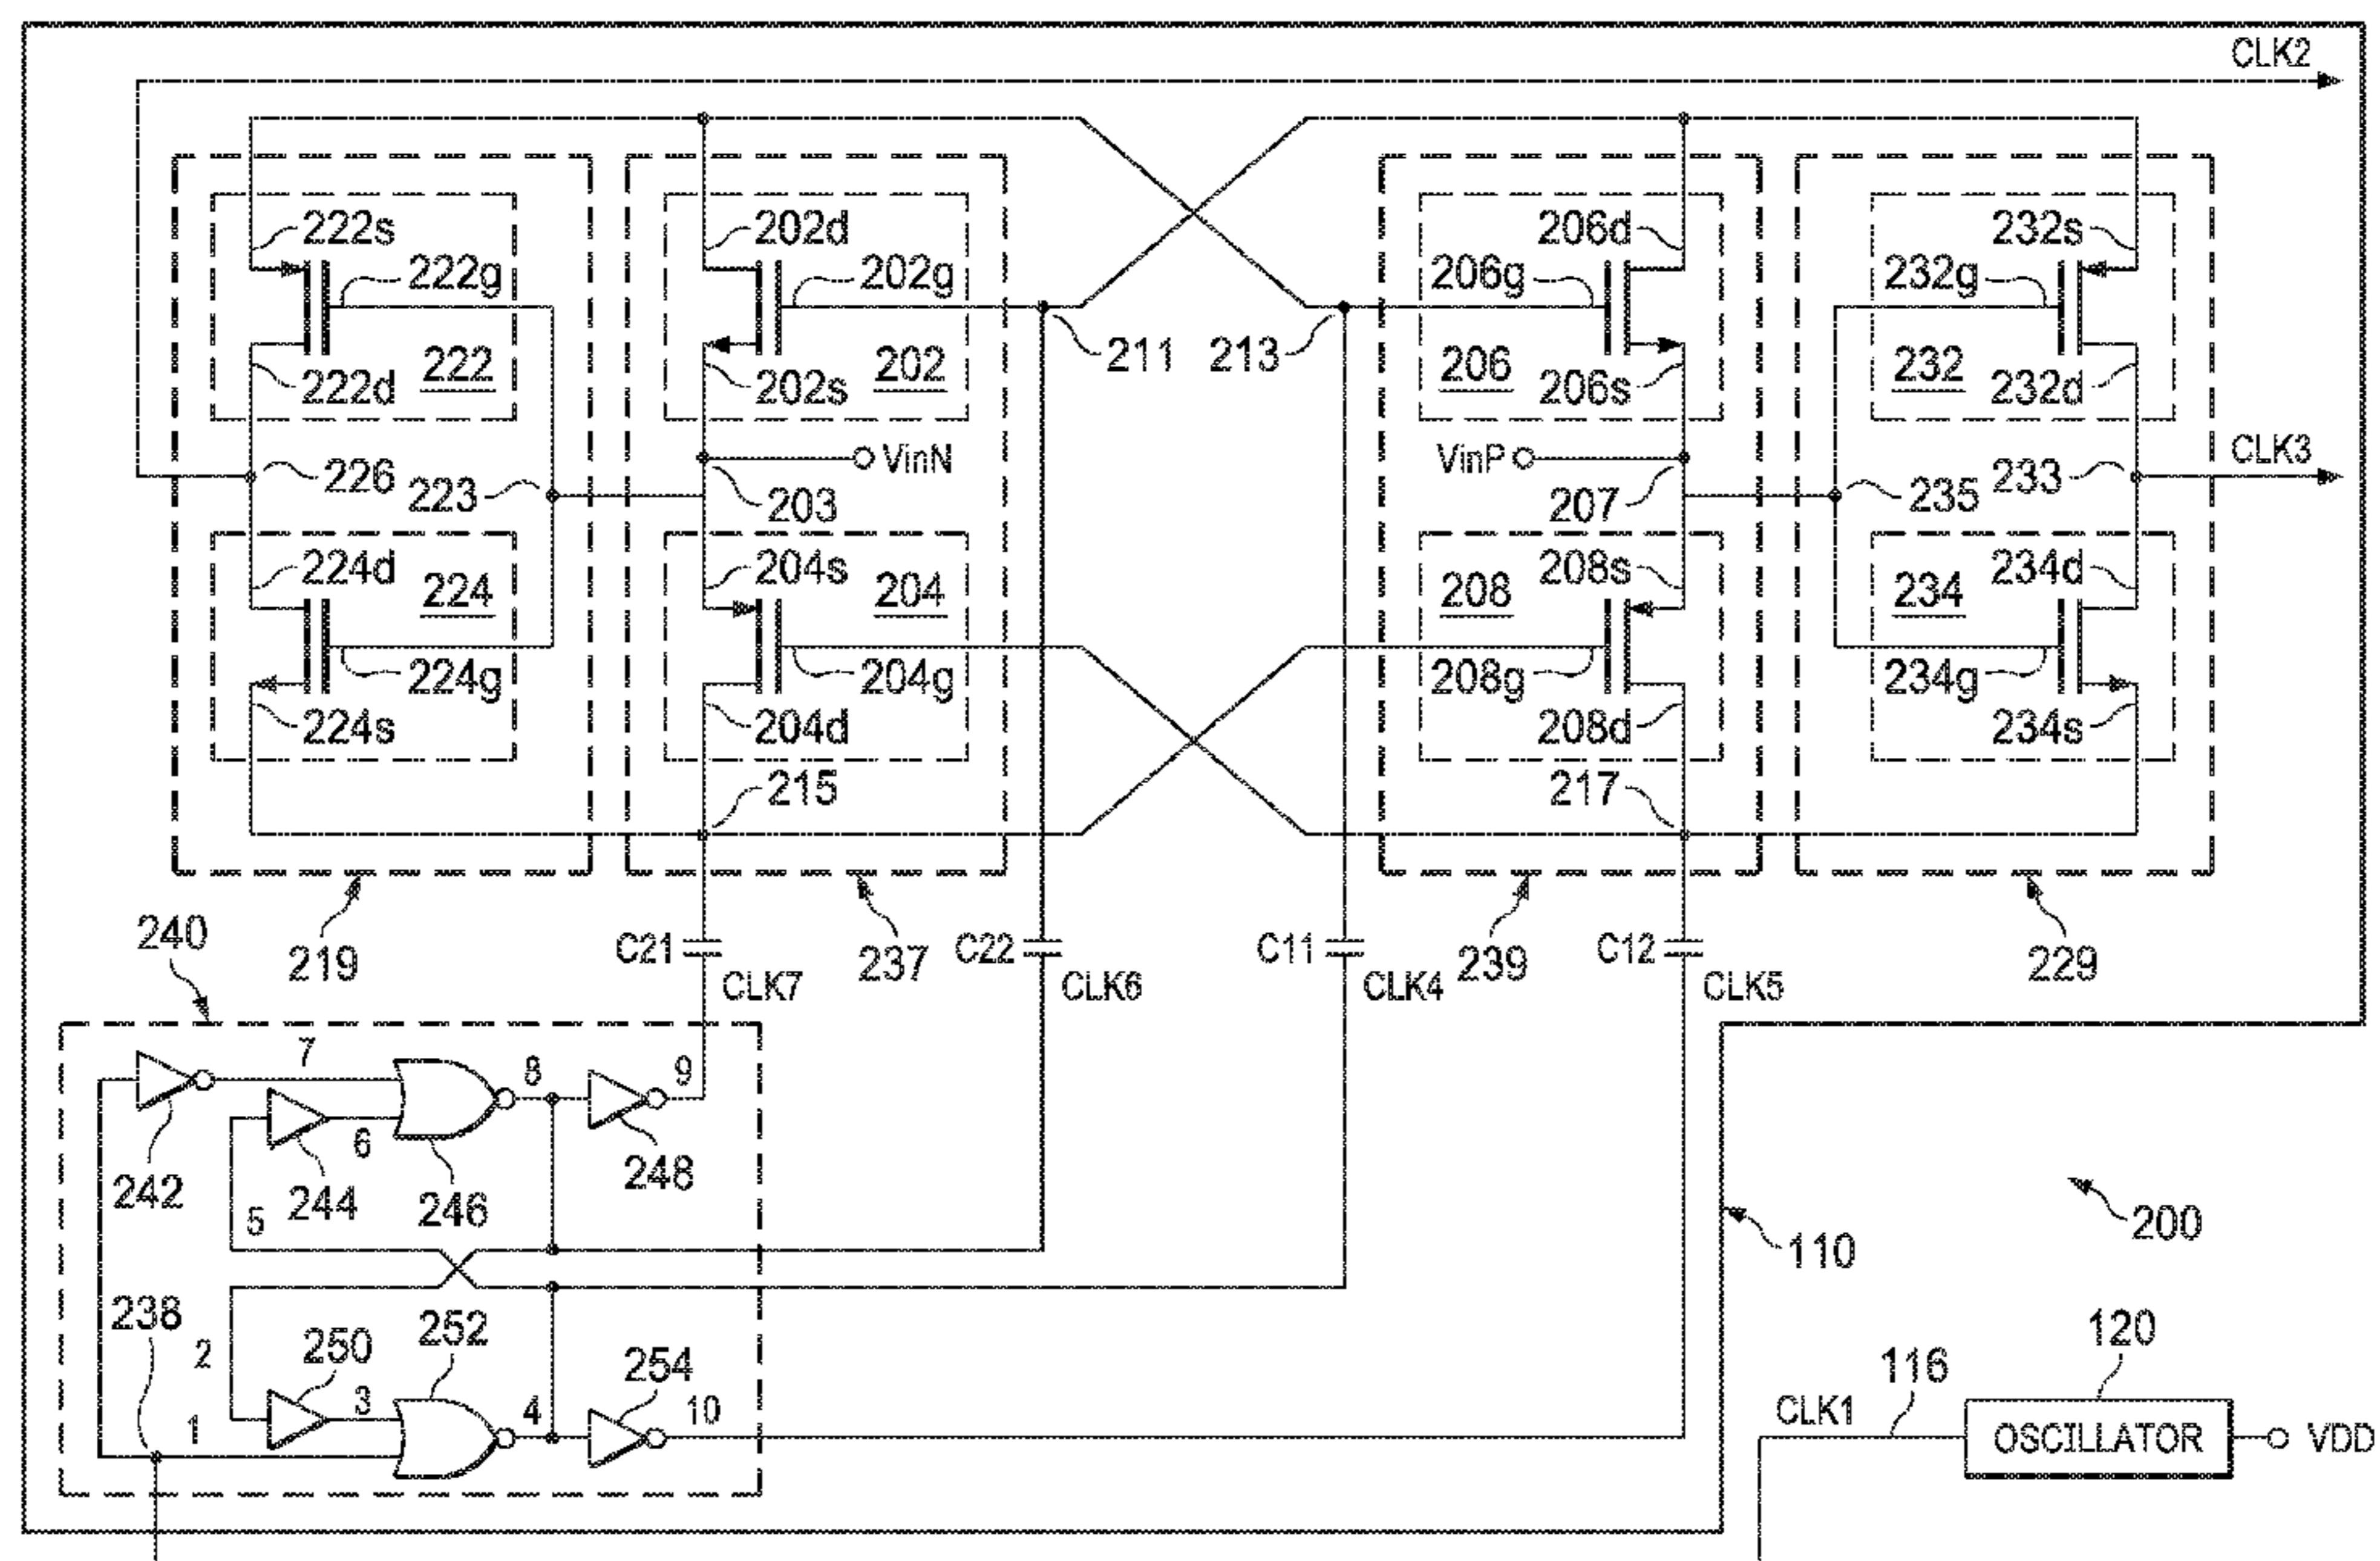 CLK2
222s 202d 206d 232s
222g 202g 206g 232g
222d 222 202s 202 211 213 206 206s 232 232d
VinN VinP CLK3
226 223 203 207 235 233
224d 224 204s 204 208 208s 234 234d
224g 204g 208g 234g
224s 204d 208d 234s
215 217
240 219 C21 237 C22 C11 239 C12 229
CLK7 CLK6 CLK4 CLK5
7 8 9
6
242 244 246 248
5 200
110
238 252 120
2 250 254 116
3 4 10 CLK1
1 OSCILLATOR VDD